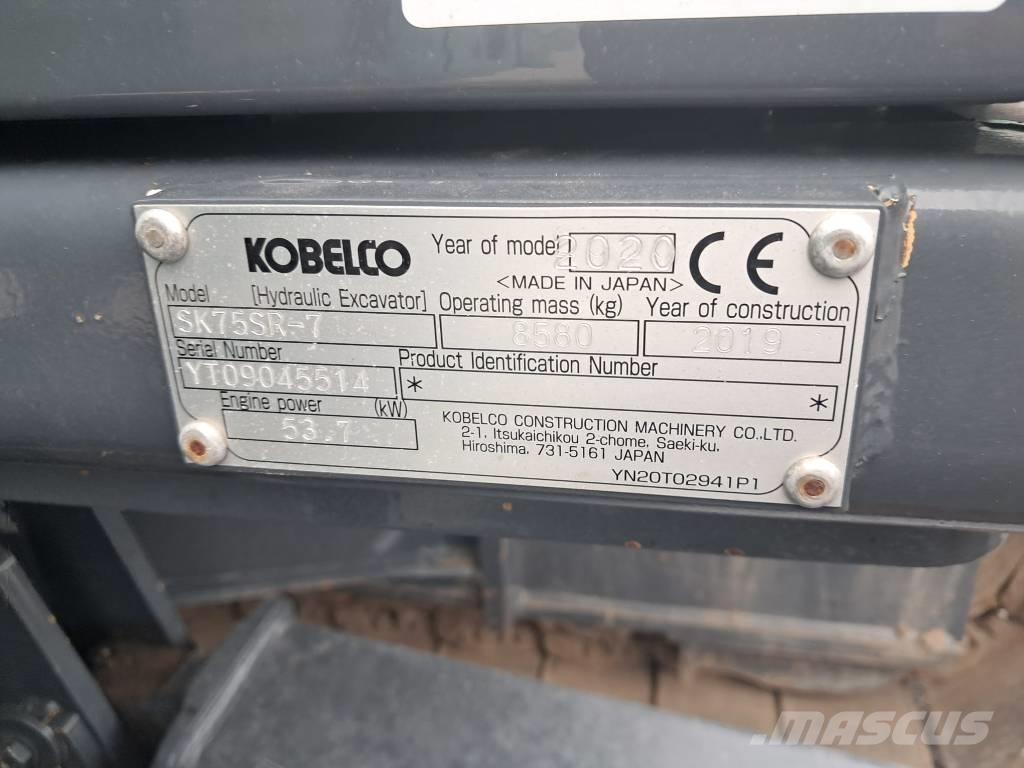 KOBELCO
Year of model 2020
CE
<MADE IN JAPAN>
Model [Hydraulic Excavator] Operating mass (kg) Year of construction
SK75SR-7 8580 2019
Serial Number Product Identification Number
YT09045514 * *
Engine power (kW)
53.7
KOBELCO CONSTRUCTION MACHINERY CO.,LTD.
2-1, Itsukaichikou 2-chome, Saeki-ku,
Hiroshima, 731-5161 JAPAN
YN20T02941P1
MASCUS